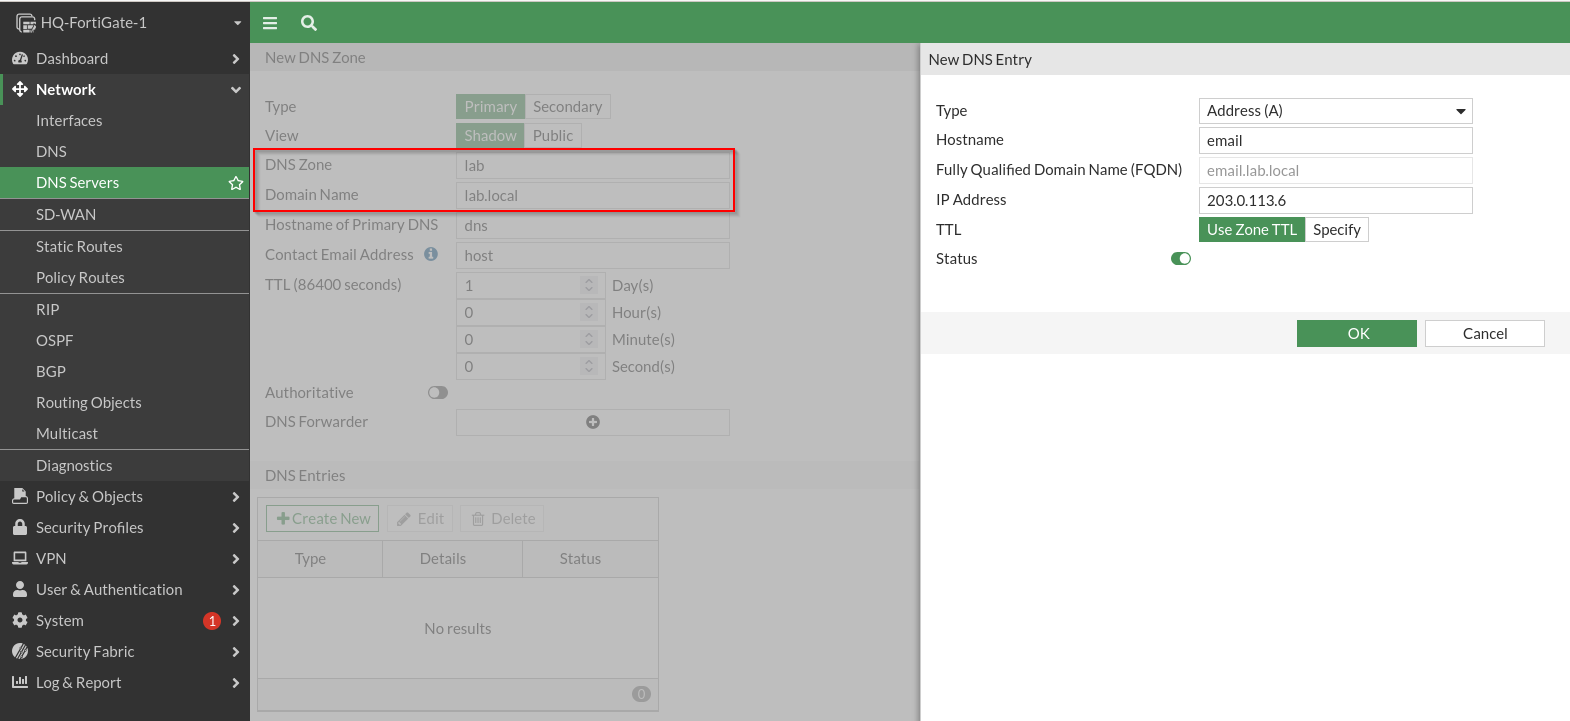 HQ-FortiGate-1
Dashboard
Network
Interfaces
DNS
DNS Servers
SD-WAN
Static Routes
Policy Routes
RIP
OSPF
BGP
Routing Objects
Multicast
Diagnostics
Policy & Objects
Security Profiles
VPN
User & Authentication
System 1
Security Fabric
Log & Report
New DNS Zone
Type Primary Secondary
View Shadow Public
DNS Zone lab
Domain Name lab.local
Hostname of Primary DNS dns
Contact Email Address host
TTL (86400 seconds) 1 Day(s)
0 Hour(s)
0 Minute(s)
0 Second(s)
Authoritative
DNS Forwarder
DNS Entries
Create New Edit Delete
Type Details Status
No results
0
New DNS Entry
Type Address (A)
Hostname email
Fully Qualified Domain Name (FQDN) email.lab.local
IP Address 203.0.113.6
TTL Use Zone TTL Specify
Status
OK Cancel